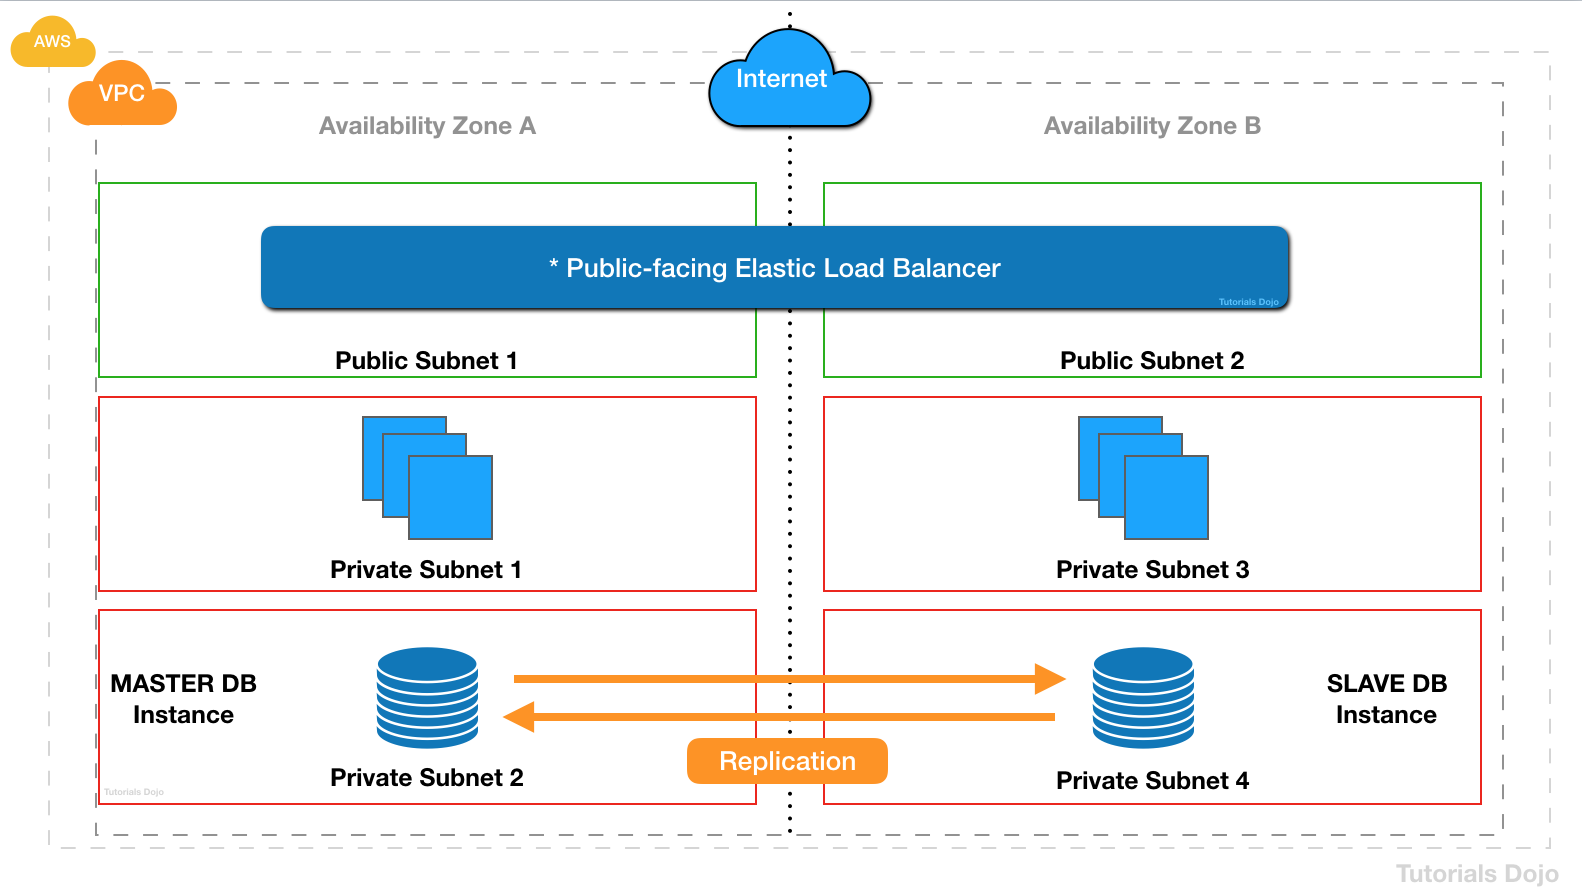 AWS
VPC
Internet
Availability Zone A
Availability Zone B
* Public-facing Elastic Load Balancer
Tutorials Dojo
Public Subnet 1
Public Subnet 2
Private Subnet 1
Private Subnet 3
MASTER DB
Instance
SLAVE DB
Instance
Replication
Private Subnet 2
Private Subnet 4
Tutorials Dojo
Tutorials Dojo